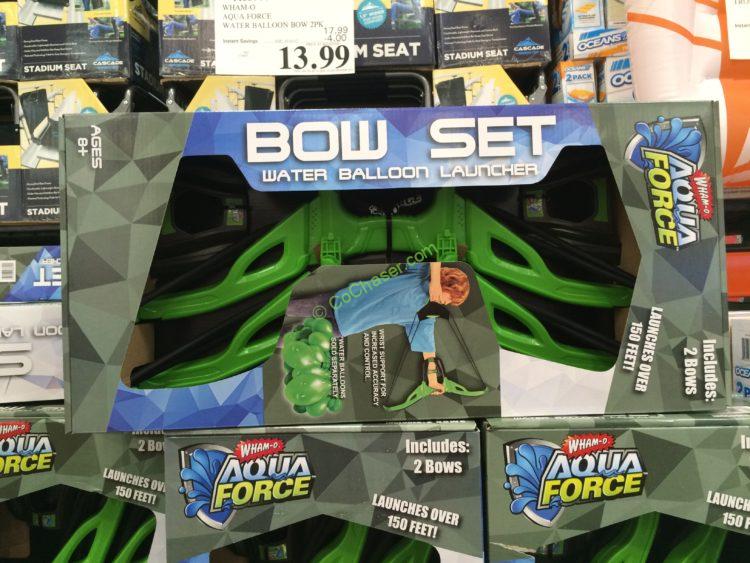 WHAM-O
AQUA FORCE
WATER BALLOON BOW 2PK
17.99
Instant Savings
-4.00
13.99
STADIUM SEAT
CASCADE
STADIUM SEAT
CASCADE
STADIUM SEAT
CASCADE
OCEANS
2 PACK
AGES
8+
BOW SET
WATER BALLOON LAUNCHER
WHAM-O
AQUA
FORCE
LAUNCHES OVER
150 FEET!
Includes:
2 Bows
© CoChaser.com
WATER BALLOONS
SOLD SEPARATELY
WRIST SUPPORT FOR
INCREASED ACCURACY
AND CONTROL
STADIUM
STADIUM
WHAM-O
AQUA
FORCE
Includes:
2 Bows
LAUNCHES OVER
150 FEET!
WHAM-O
AQUA
FORCE
Includes:
2 Bows
LAUNCHES OVER
150 FEET!
WHAM-O
AQUA
FORCE